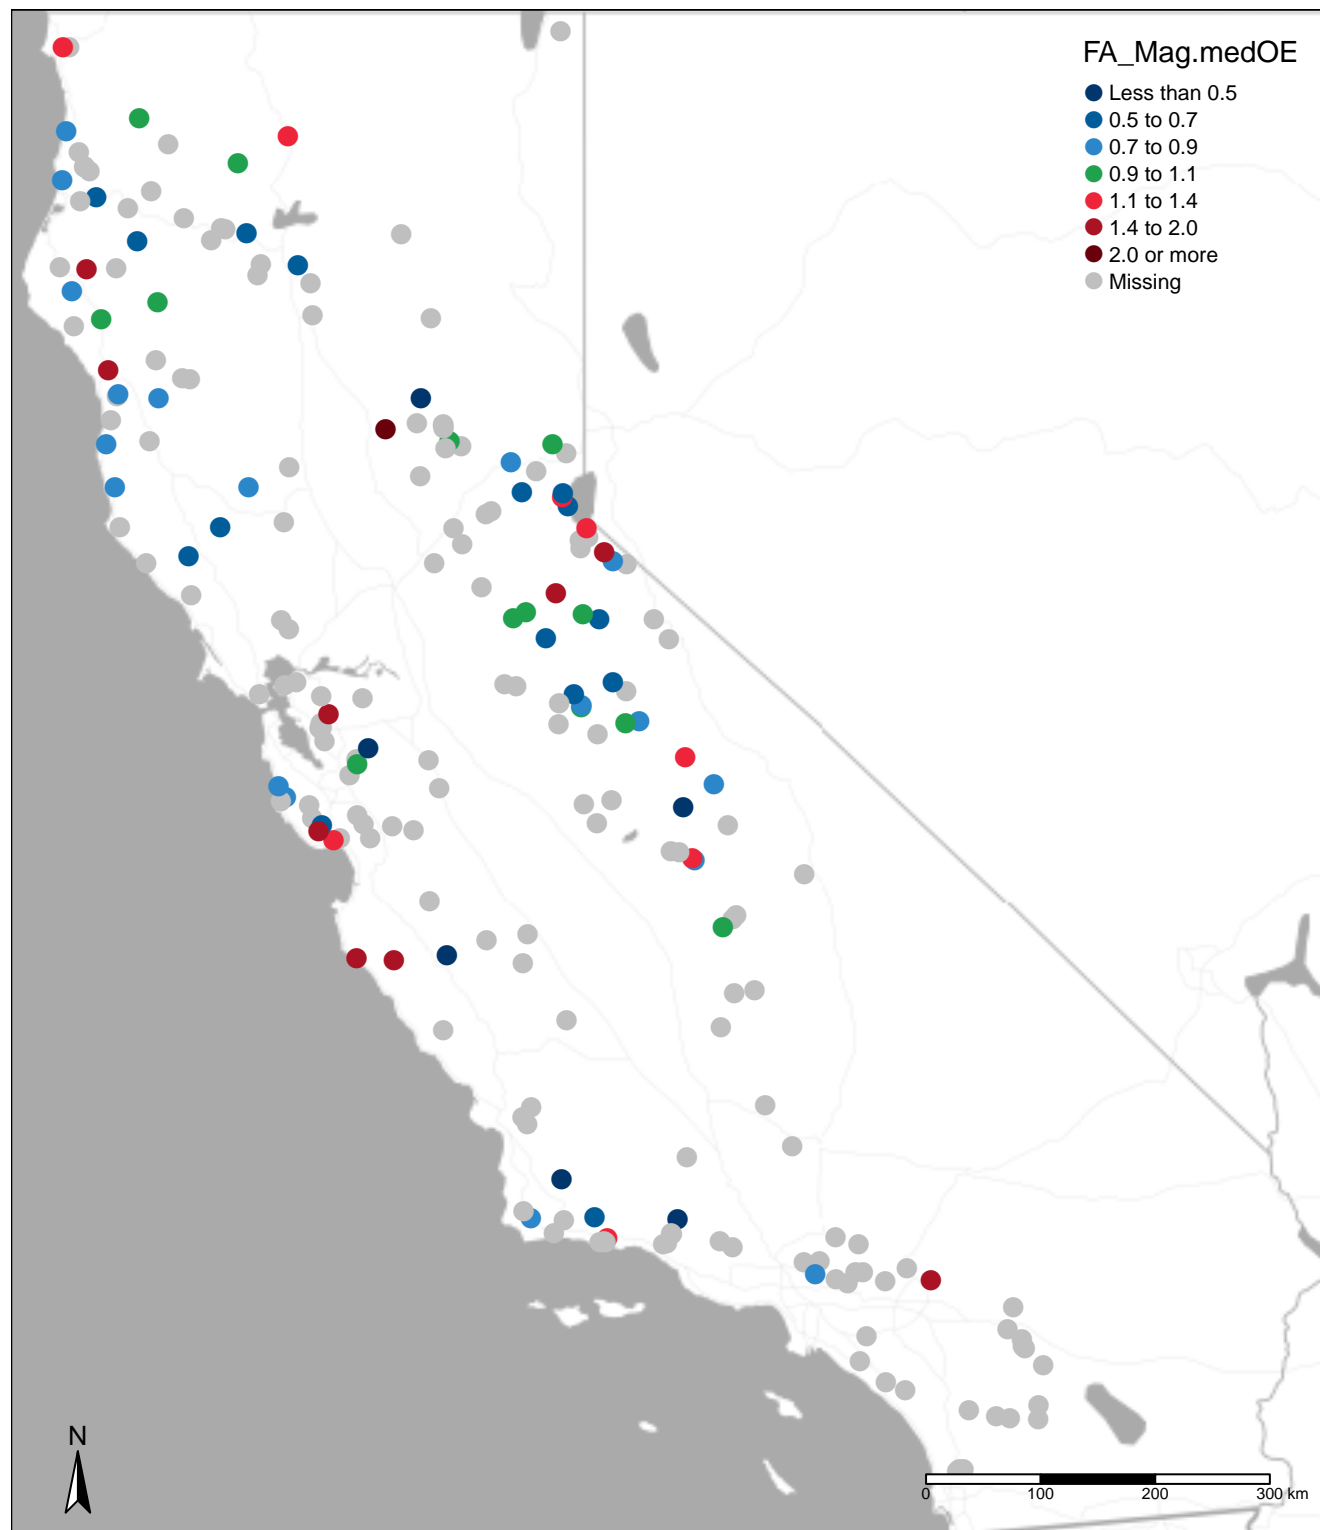 FA_Mag.medOE
Less than 0.5
0.5 to 0.7
0.7 to 0.9
0.9 to 1.1
1.1 to 1.4
1.4 to 2.0
2.0 or more
Missing
N
0 100 200 300 km